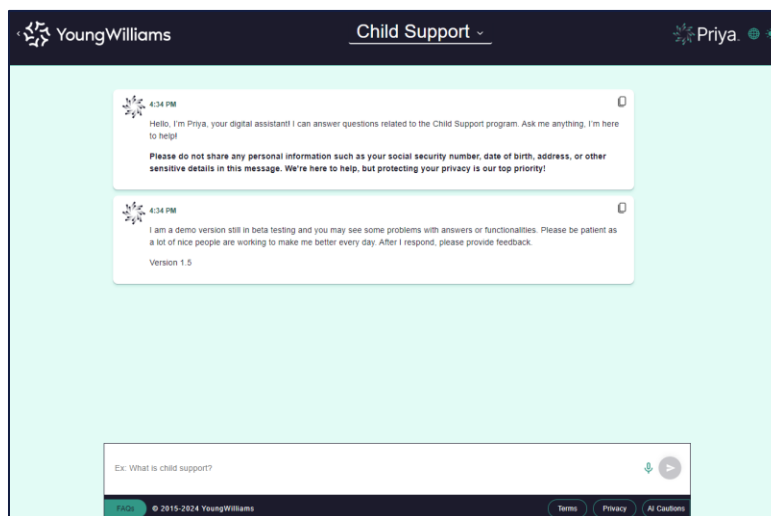 YoungWilliams
Child Support
Priya.
4:34 PM
Hello, I'm Priya, your digital assistant! I can answer questions related to the Child Support program. Ask me anything, I'm here
to help!
Please do not share any personal information such as your social security number, date of birth, address, or other
sensitive details in this message. We're here to help, but protecting your privacy is our top priority!
4:34 PM
I am a demo version still in beta testing and you may see some problems with answers or functionalities. Please be patient as
a lot of nice people are working to make me better every day. After I respond, please provide feedback.
Version 1.5
Ex: What is child support?
FAQs
© 2015-2024 YoungWilliams
Terms
Privacy
AI Cautions